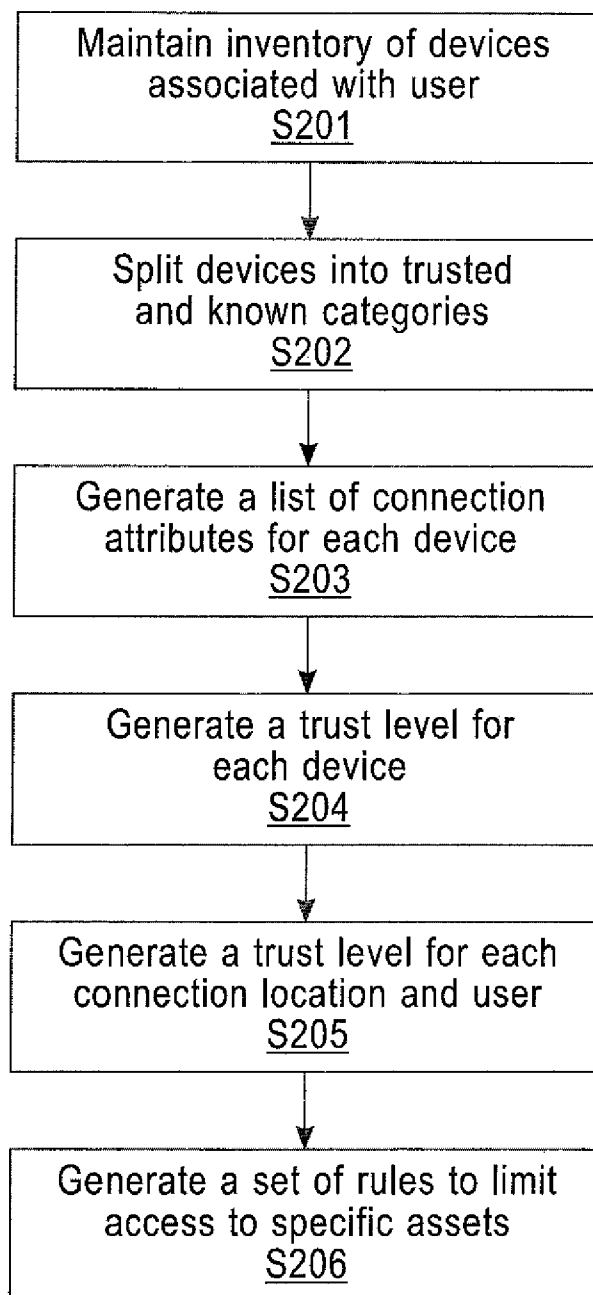 Maintain inventory of devices
associated with user
S201
Split devices into trusted
and known categories
S202
Generate a list of connection
attributes for each device
S203
Generate a trust level for
each device
S204
Generate a trust level for each
connection location and user
S205
Generate a set of rules to limit
access to specific assets
S206